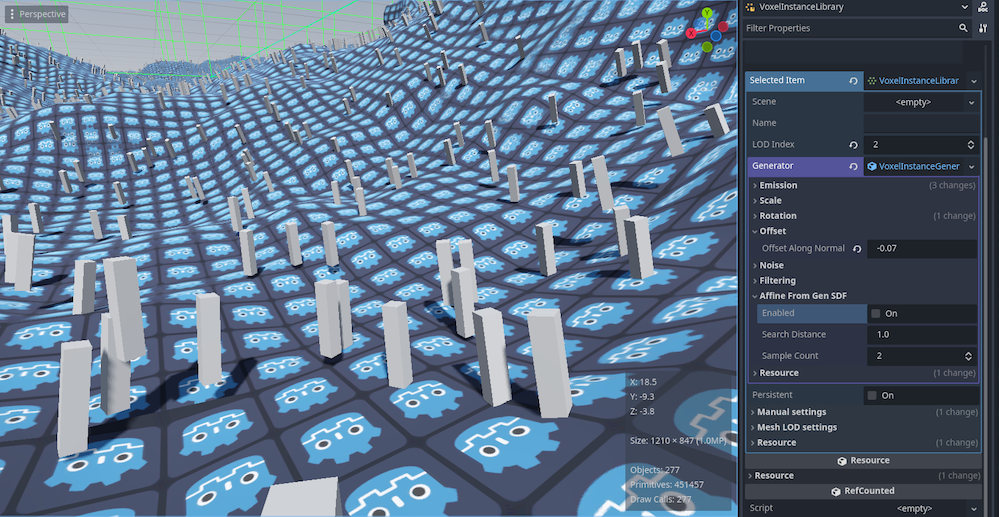 Perspective
Y
X
X: 18.5
Y: -9.3
Z: -3.8
Size: 1210 × 847 (1.0MP)
Objects: 277
Primitives: 451457
Draw Calls: 277
VoxelInstanceLibrary
Filter Properties
Selected Item VoxelInstanceLibrar
Scene <empty>
Name
LOD Index 2
Generator VoxelInstanceGener
Emission (3 changes)
Scale
Rotation (1 change)
Offset
Offset Along Normal -0.07
Noise
Filtering
Affine From Gen SDF
Enabled On
Search Distance 1.0
Sample Count 2
Resource (1 change)
Persistent On
Manual settings (1 change)
Mesh LOD settings
Resource (1 change)
Resource
Resource (1 change)
RefCounted
Script <empty>